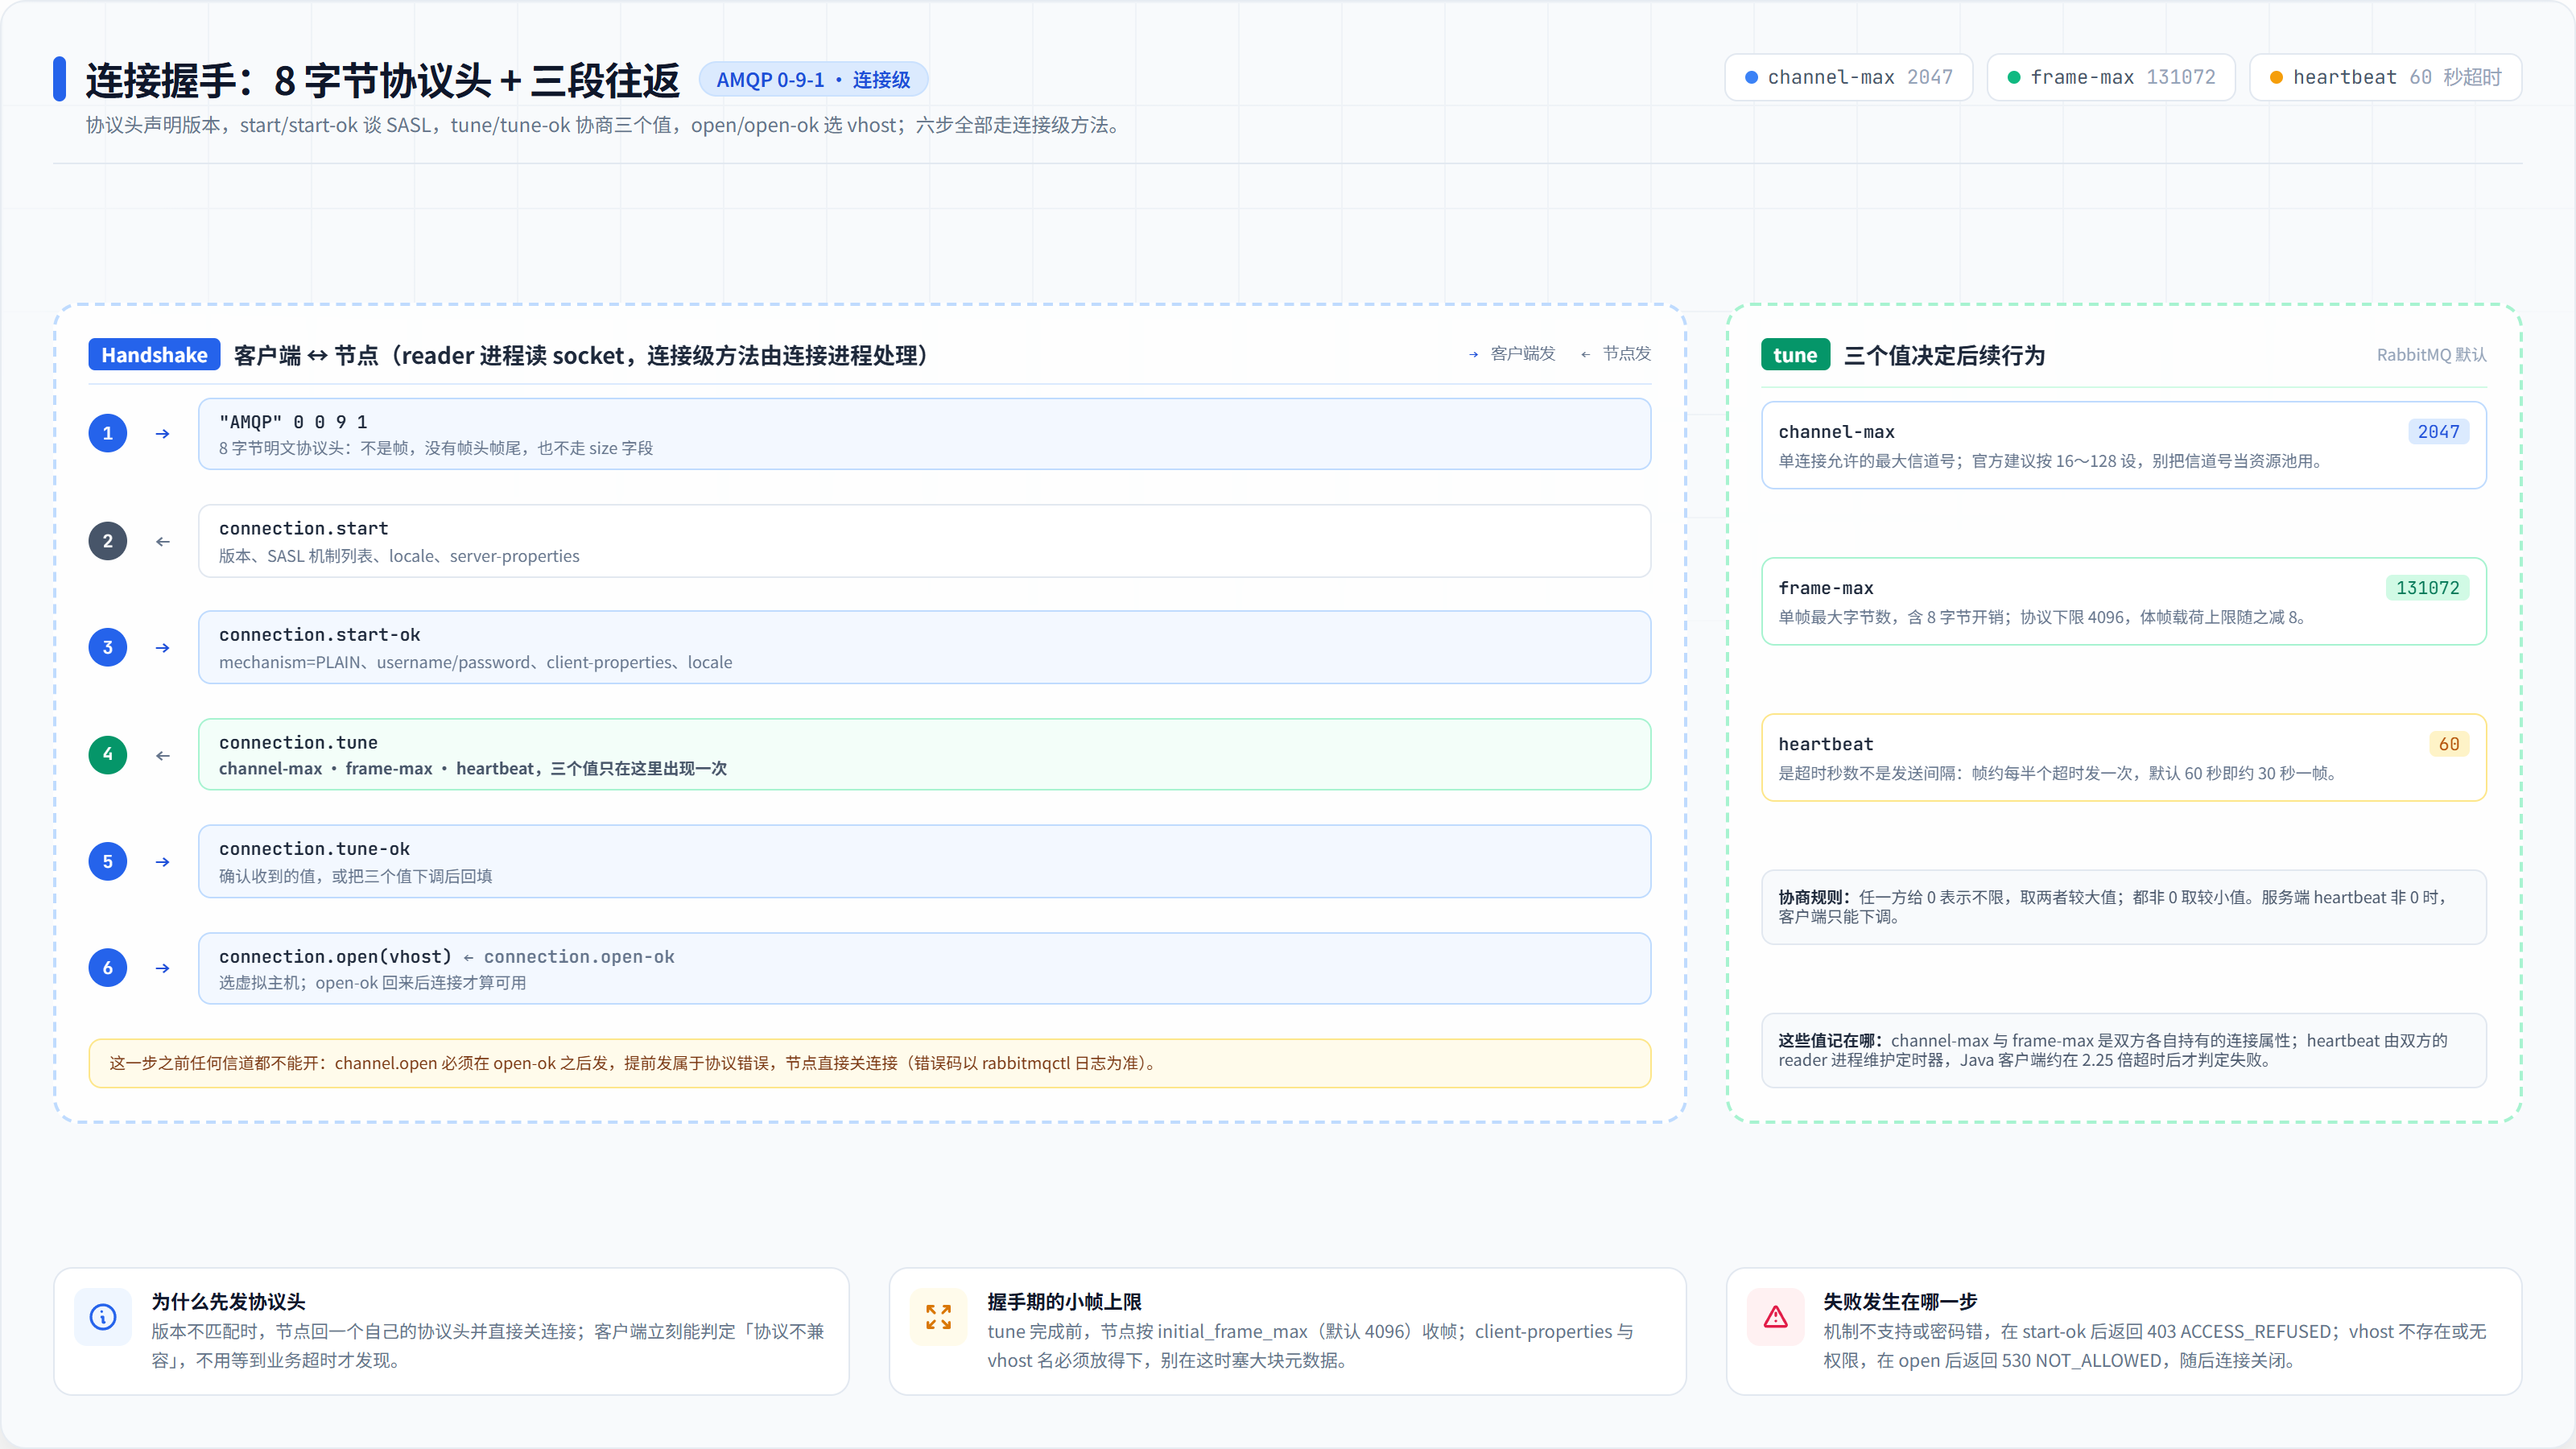 连接握手：8 字节协议头 + 三段往返
AMQP 0-9-1 • 连接级
channel-max 2047
frame-max 131072
heartbeat 60 秒超时
协议头声明版本，start/start-ok 谈 SASL，tune/tune-ok 协商三个值，open/open-ok 选 vhost；六步全部走连接级方法。
Handshake 客户端 ↔ 节点（reader 进程读 socket，连接级方法由连接进程处理）
→ 客户端发 ← 节点发
1 → "AMQP" 0 0 9 1
8 字节明文协议头：不是帧，没有帧头帧尾，也不走 size 字段
2 ← connection.start
版本、SASL 机制列表、locale、server-properties
3 → connection.start-ok
mechanism=PLAIN、username/password、client-properties、locale
4 ← connection.tune
channel-max • frame-max • heartbeat，三个值只在这里出现一次
5 → connection.tune-ok
确认收到的值，或把三个值下调后回填
6 → connection.open(vhost) ← connection.open-ok
选虚拟主机；open-ok 回来后连接才算可用
这一步之前任何信道都不能开：channel.open 必须在 open-ok 之后发，提前发属于协议错误，节点直接关连接（错误码以 rabbitmqctl 日志为准）。
tune 三个值决定后续行为
RabbitMQ 默认
channel-max 2047
单连接允许的最大信道号；官方建议按 16～128 设，别把信道号当资源池用。
frame-max 131072
单帧最大字节数，含 8 字节开销；协议下限 4096，体帧载荷上限随之减 8。
heartbeat 60
是超时秒数不是发送间隔：帧约每半个超时发一次，默认 60 秒即约 30 秒一帧。
协商规则：任一方给 0 表示不限，取两者较大值；都非 0 取较小值。服务端 heartbeat 非 0 时，
客户端只能下调。
这些值记在哪：channel-max 与 frame-max 是双方各自持有的连接属性；heartbeat 由双方的
reader 进程维护定时器，Java 客户端约在 2.25 倍超时后才判定失败。
为什么先发协议头
版本不匹配时，节点回一个自己的协议头并直接关连接；客户端立刻能判定「协议不兼
容」，不用等到业务超时才发现。
握手期的小帧上限
tune 完成前，节点按 initial_frame_max（默认 4096）收帧；client-properties 与
vhost 名必须放得下，别在这时塞大块元数据。
失败发生在哪一步
机制不支持或密码错，在 start-ok 后返回 403 ACCESS_REFUSED；vhost 不存在或无
权限，在 open 后返回 530 NOT_ALLOWED，随后连接关闭。